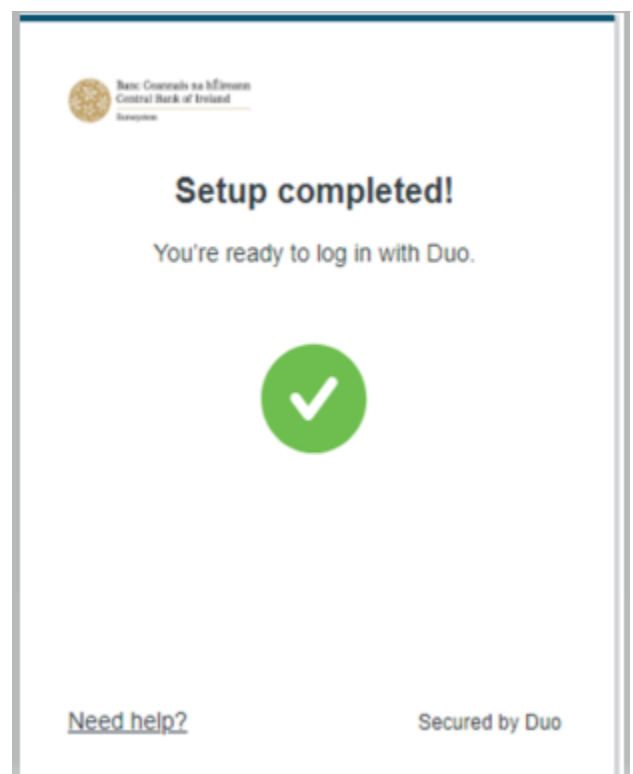 Banc Ceannais na hÉireann
Central Bank of Ireland
Eurosystem
Setup completed!
You're ready to log in with Duo.
Need help?
Secured by Duo